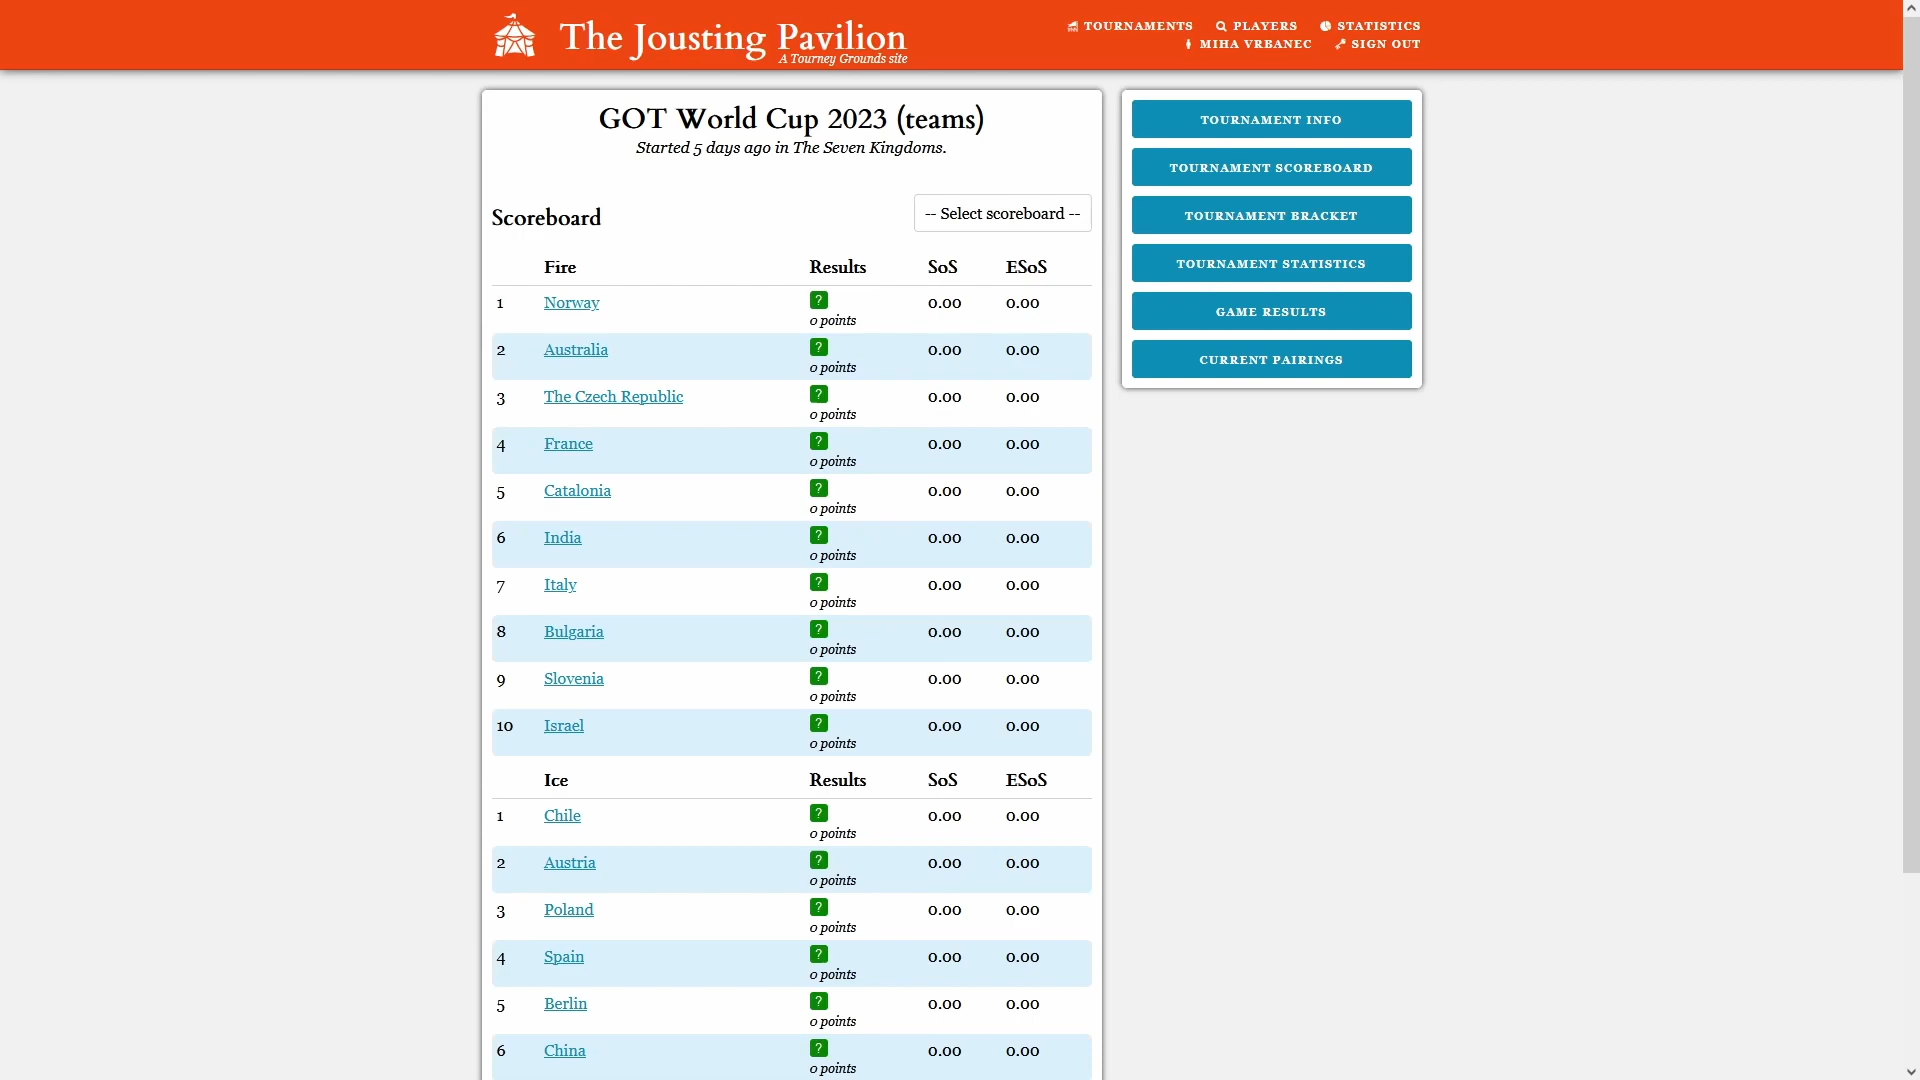 The Jousting Pavilion
A Tourney Grounds site
TOURNAMENTS PLAYERS STATISTICS
MIHA VRBANEC SIGN OUT
GOT World Cup 2023 (teams)
Started 5 days ago in The Seven Kingdoms.
Scoreboard
-- Select scoreboard --
Fire Results SoS ESoS
1 Norway ? 0.00 0.00
0 points
2 Australia ? 0.00 0.00
0 points
3 The Czech Republic ? 0.00 0.00
0 points
4 France ? 0.00 0.00
0 points
5 Catalonia ? 0.00 0.00
0 points
6 India ? 0.00 0.00
0 points
7 Italy ? 0.00 0.00
0 points
8 Bulgaria ? 0.00 0.00
0 points
9 Slovenia ? 0.00 0.00
0 points
10 Israel ? 0.00 0.00
0 points
Ice Results SoS ESoS
1 Chile ? 0.00 0.00
0 points
2 Austria ? 0.00 0.00
0 points
3 Poland ? 0.00 0.00
0 points
4 Spain ? 0.00 0.00
0 points
5 Berlin ? 0.00 0.00
0 points
6 China ? 0.00 0.00
0 points
TOURNAMENT INFO
TOURNAMENT SCOREBOARD
TOURNAMENT BRACKET
TOURNAMENT STATISTICS
GAME RESULTS
CURRENT PAIRINGS